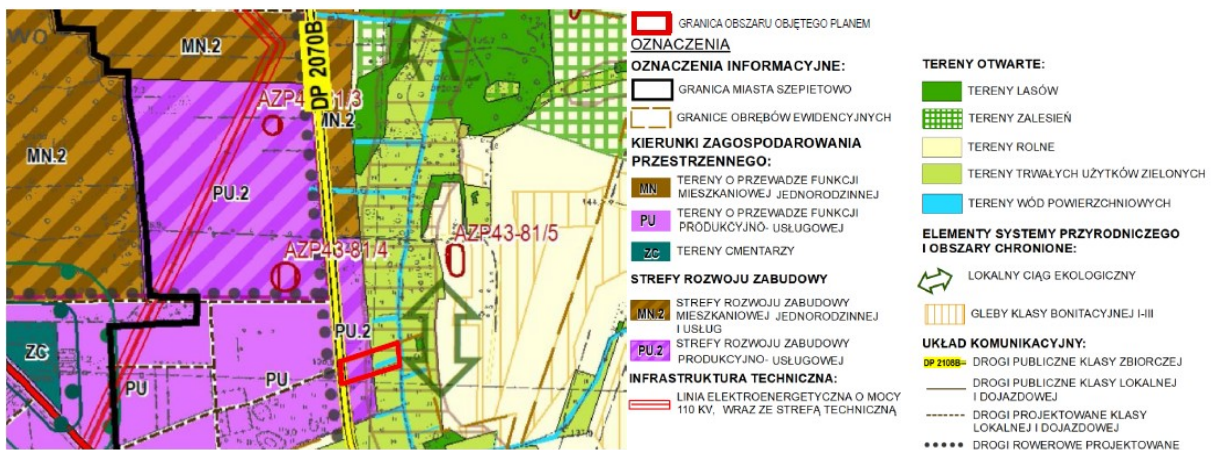 MN.2
DP 2070B
AZP43-81/3
MN.2
MN.2
PU.2
AZP43-81/4
AZP43-81/5
PU.2
ZC
PU
PU
GRANICA OBSZARU OBJĘTEGO PLANEM
OZNACZENIA
OZNACZENIA INFORMACYJNE:
GRANICA MIASTA SZEPIETOWO
GRANICE OBRĘBÓW EWIDENCYJNYCH
KIERUNKI ZAGOSPODAROWANIA
PRZESTRZENNEGO:
MN TERENY O PRZEWADZE FUNKCJI
MIESZKANIOWEJ JEDNORODZINNEJ
PU TERENY O PRZEWADZE FUNKCJI
PRODUKCYJNO- USŁUGOWEJ
ZC TERENY CMENTARZY
STREFY ROZWOJU ZABUDOWY
MN.2 STREFY ROZWOJU ZABUDOWY
MIESZKANIOWEJ JEDNORODZINNEJ
I USŁUG
PU.2 STREFY ROZWOJU ZABUDOWY
PRODUKCYJNO- USŁUGOWEJ
INFRASTRUKTURA TECHNICZNA:
LINIA ELEKTROENERGETYCZNA O MOCY
110 KV, WRAZ ZE STREFĄ TECHNICZNĄ
TERENY OTWARTE:
TERENY LASÓW
TERENY ZALESIEŃ
TERENY ROLNE
TERENY TRWAŁYCH UŻYTKÓW ZIELONYCH
TERENY WÓD POWIERZCHNIOWYCH
ELEMENTY SYSTEMU PRZYRODNICZEGO
I OBSZARY CHRONIONE:
LOKALNY CIĄG EKOLOGICZNY
GLEBY KLASY BONITACYJNEJ I-III
UKŁAD KOMUNIKACYJNY:
DP 2108B DROGI PUBLICZNE KLASY ZBIORCZEJ
DROGI PUBLICZNE KLASY LOKALNEJ
I DOJAZDOWEJ
DROGI PROJEKTOWANE KLASY
LOKALNEJ I DOJAZDOWEJ
DROGI ROWEROWE PROJEKTOWANE